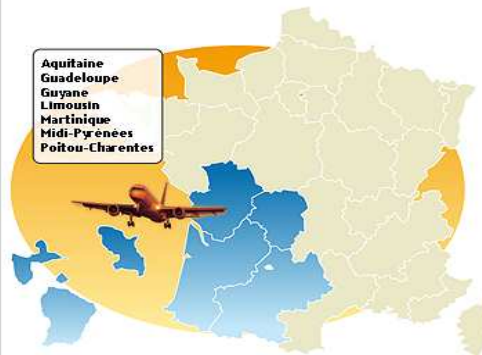 Aquitaine
Guadeloupe
Guyane
Limousin
Martinique
Midi-Pyrénées
Poitou-Charentes